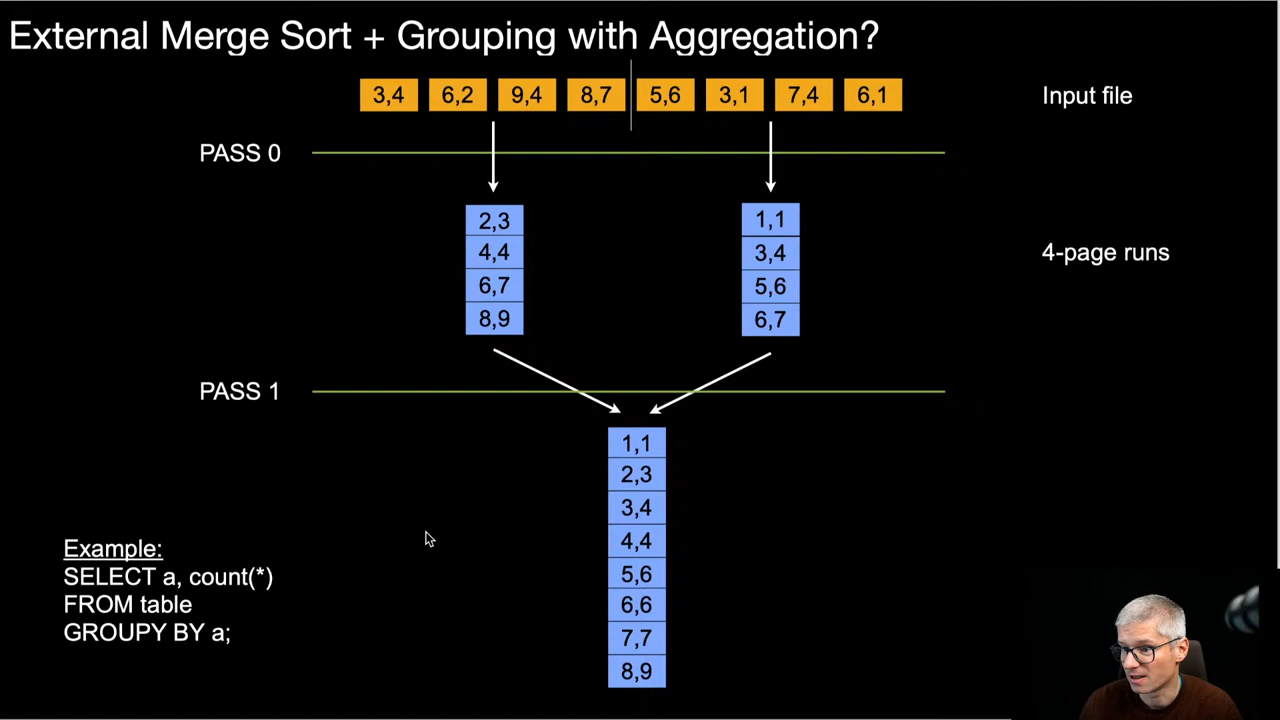 External Merge Sort + Grouping with Aggregation?
3,4 6,2 9,4 8,7 5,6 3,1 7,4 6,1 Input file
PASS 0
2,3 1,1
4,4 3,4 4-page runs
6,7 5,6
8,9 6,7
PASS 1
1,1
2,3
3,4
4,4
5,6
6,6
7,7
8,9
Example:
SELECT a, count(*)
FROM table
GROUPY BY a;